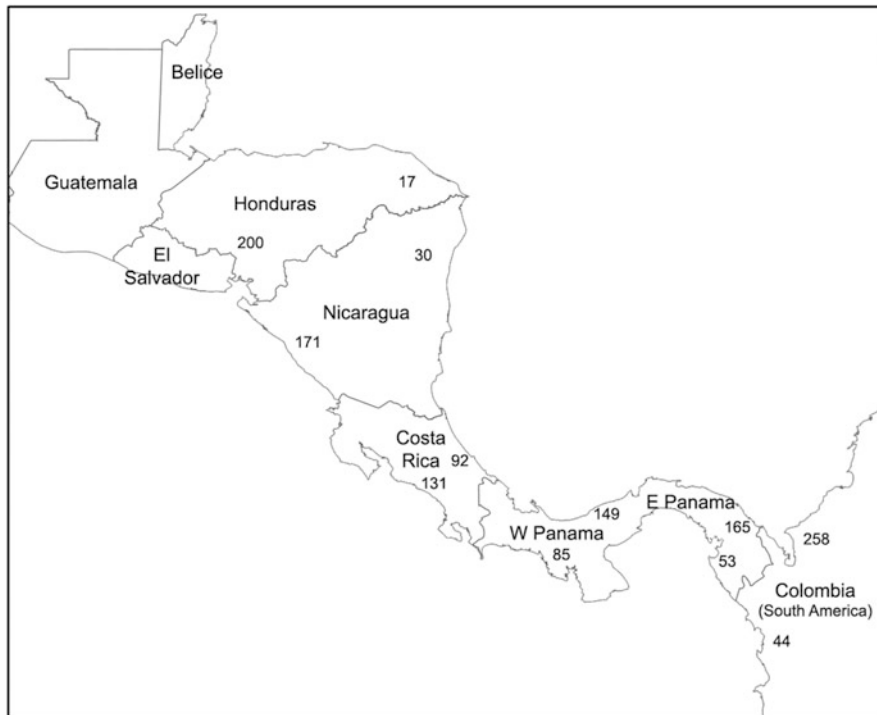 Belice
Guatemala
17
Honduras
200
30
El
Salvador
Nicaragua
171
Costa
Rica
92
131
E Panama
149
165
W Panama
258
85
53
Colombia
(South America)
44